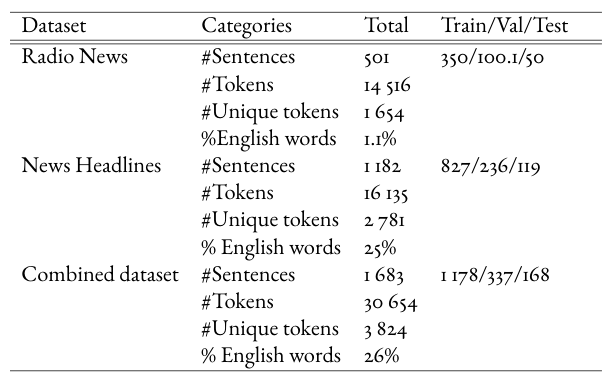 Dataset Categories Total Train/Val/Test
Radio News #Sentences 501 350/100.1/50
#Tokens 14 516
#Unique tokens 1 654
%English words 1.1%
News Headlines #Sentences 1 182 827/236/119
#Tokens 16 135
#Unique tokens 2 781
% English words 25%
Combined dataset #Sentences 1 683 1 178/337/168
#Tokens 30 654
#Unique tokens 3 824
% English words 26%